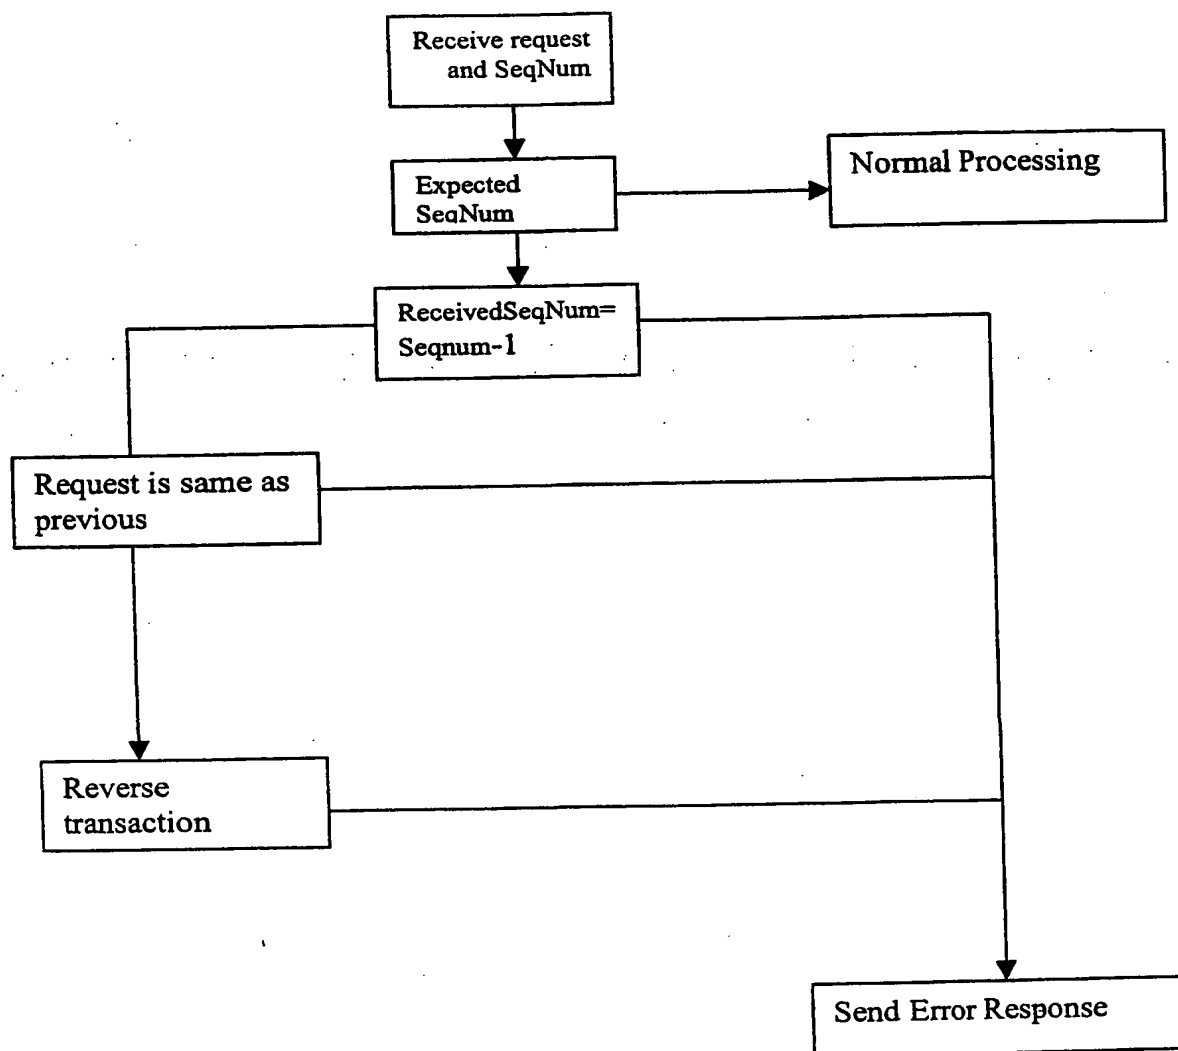 Receive request
and SeqNum
Expected
SeqNum
Normal Processing
ReceivedSeqNum=
Seqnum-1
Request is same as
previous
Reverse
transaction
Send Error Response